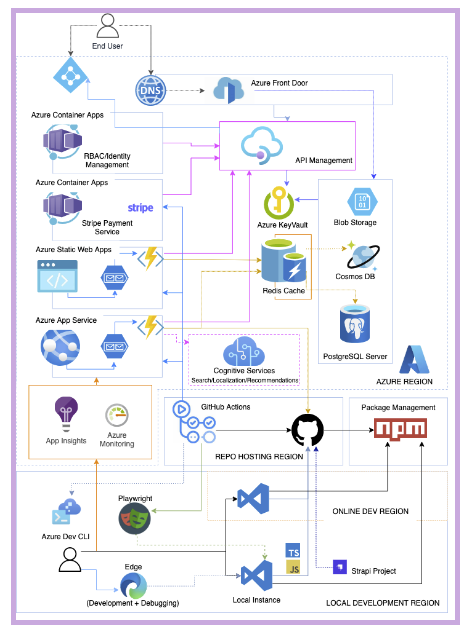 End User
DNS
Azure Front Door
Azure Container Apps
RBAC/Identity
Management
API Management
Azure Container Apps
stripe
Stripe Payment
Service
Azure KeyVault
10
01
Blob Storage
Azure Static Web Apps
Redis Cache
Cosmos DB
Azure App Service
PostgreSQL Server
Cognitive Services
Search/Localization/Recommendations
AZURE REGION
App Insights
Azure
Monitoring
GitHub Actions
REPO HOSTING REGION
Package Management
npm
Azure Dev CLI
Playwright
ONLINE DEV REGION
TS
JS
Edge
(Development + Debugging)
Local Instance
Strapi Project
LOCAL DEVELOPMENT REGION